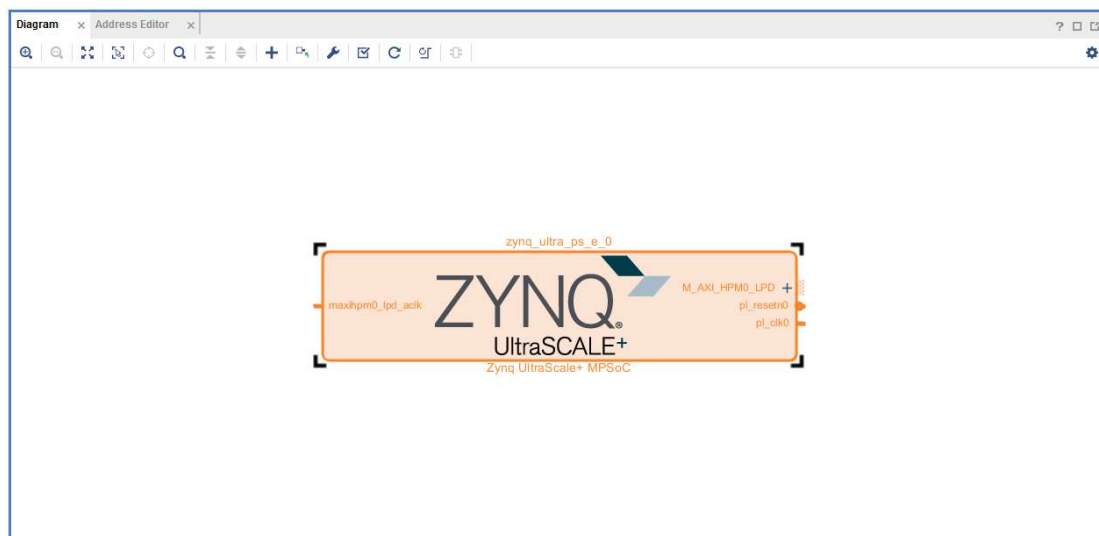 Diagram
Address Editor
?
zynq_ultra_ps_e_0
maxihpm0_lpd_aclk
ZYNQ®
UltraSCALE+
M_AXI_HPM0_LPD
pl_resetn0
pl_clk0
Zynq UltraScale+ MPSoC